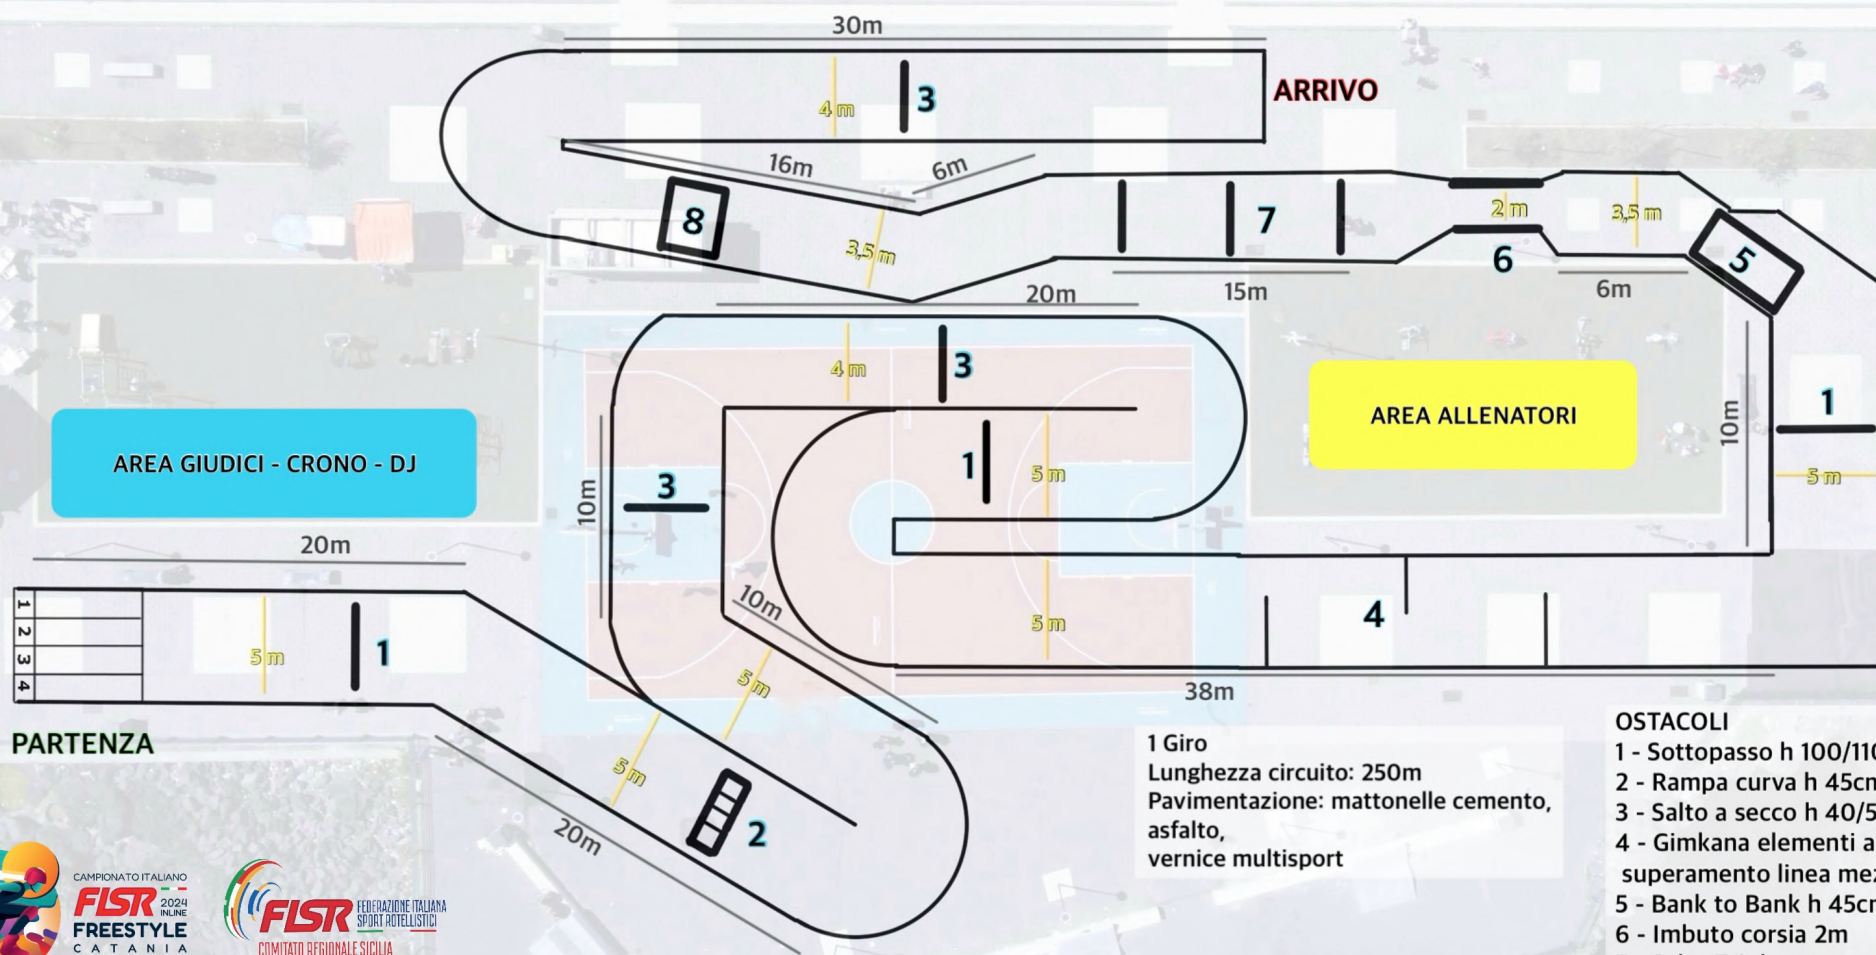 30m
ARRIVO
4 m
3
16m
6m
8
3,5 m
7
2 m
3,5 m
5
6
20m
15m
6m
4 m
3
AREA ALLENATORI
1
10m
5 m
AREA GIUDICI - CRONO - DJ
1
5 m
10m
3
20m
10m
4
5 m
1
2
3
4
5 m
1
5 m
38m
PARTENZA
5 m
2
20m
1 Giro
Lunghezza circuito: 250m
Pavimentazione: mattonelle cemento,
asfalto,
vernice multisport
OSTACOLI
1 - Sottopasso h 100/110
2 - Rampa curva h 45cm
3 - Salto a secco h 40/5
4 - Gimkana elementi a
superamento linea mez
5 - Bank to Bank h 45cm
6 - Imbuto corsia 2m
CAMPIONATO ITALIANO
FISR 2024
INLINE
FREESTYLE
CATANIA
FISR FEDERAZIONE ITALIANA
SPORT ROTELLISTICI
COMITATO REGIONALE SICILIA